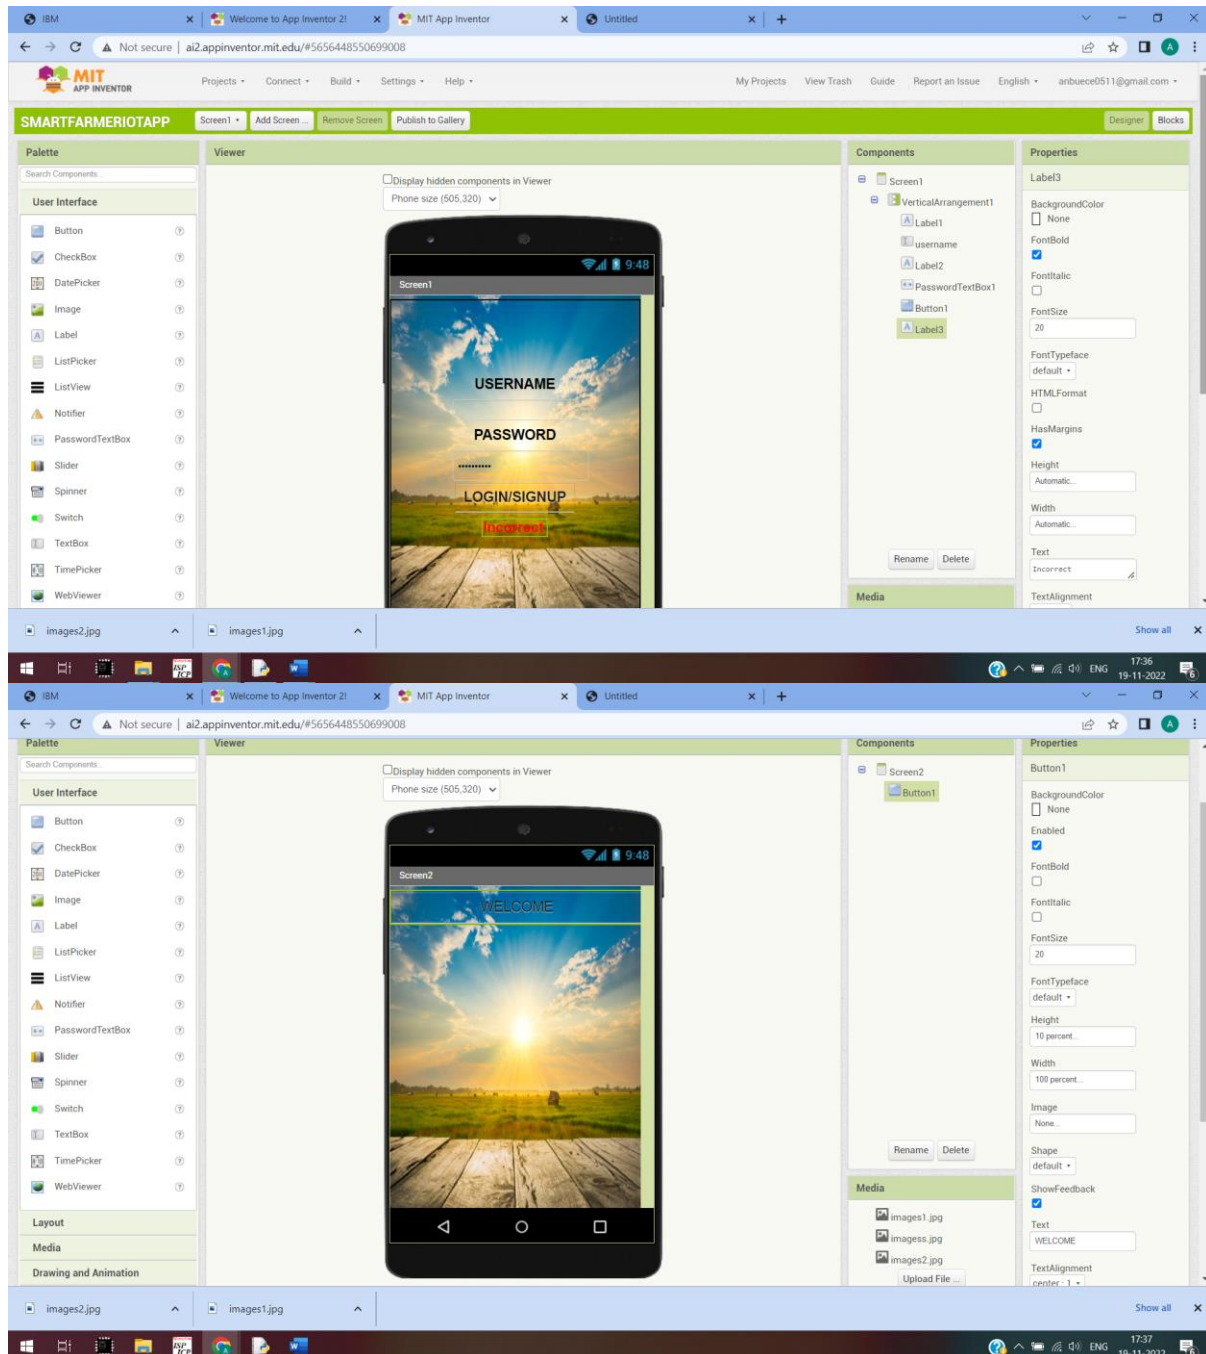 IBM
Welcome to App Inventor 2!
MIT App Inventor
Untitled
Not secure | ai2.appinventor.mit.edu/#5656448550699008
A
MIT
APP INVENTOR
Projects
Connect
Build
Settings
Help
My Projects
View Trash
Guide
Report an Issue
English
anbuece0511@gmail.com
SMARTFARMERIOTAPP
Screen1
Add Screen ...
Remove Screen
Publish to Gallery
Designer
Blocks
Palette
Viewer
Components
Properties
Search Components...
User Interface
Button
CheckBox
DatePicker
Image
Label
ListPicker
ListView
Notifier
PasswordTextBox
Slider
Spinner
Switch
TextBox
TimePicker
WebViewer
Display hidden components in Viewer
Phone size (505,320)
9:48
Screen1
USERNAME
PASSWORD
LOGIN/SIGNUP
Incorrect
Screen1
VerticalArrangement1
Label1
username
Label2
PasswordTextBox1
Button1
Label3
Rename
Delete
Media
Label3
BackgroundColor
None
FontBold
FontItalic
FontSize
20
FontTypeface
default
HTMLFormat
HasMargins
Height
Automatic...
Width
Automatic...
Text
Incorrect
TextAlignment
images2.jpg
images1.jpg
Show all
ISP
ICP
ENG
17:36
19-11-2022
6
IBM
Welcome to App Inventor 2!
MIT App Inventor
Untitled
Not secure | ai2.appinventor.mit.edu/#5656448550699008
A
Palette
Viewer
Components
Properties
Search Components...
User Interface
Button
CheckBox
DatePicker
Image
Label
ListPicker
ListView
Notifier
PasswordTextBox
Slider
Spinner
Switch
TextBox
TimePicker
WebViewer
Layout
Media
Drawing and Animation
Display hidden components in Viewer
Phone size (505,320)
9:48
Screen2
WELCOME
Screen2
Button1
Rename
Delete
Media
images1.jpg
imagess.jpg
images2.jpg
Upload File ...
Button1
BackgroundColor
None
Enabled
FontBold
FontItalic
FontSize
20
FontTypeface
default
Height
10 percent...
Width
100 percent...
Image
None...
Shape
default
ShowFeedback
Text
WELCOME
TextAlignment
center : 1
images2.jpg
images1.jpg
Show all
ISP
ICP
ENG
17:37
19-11-2022